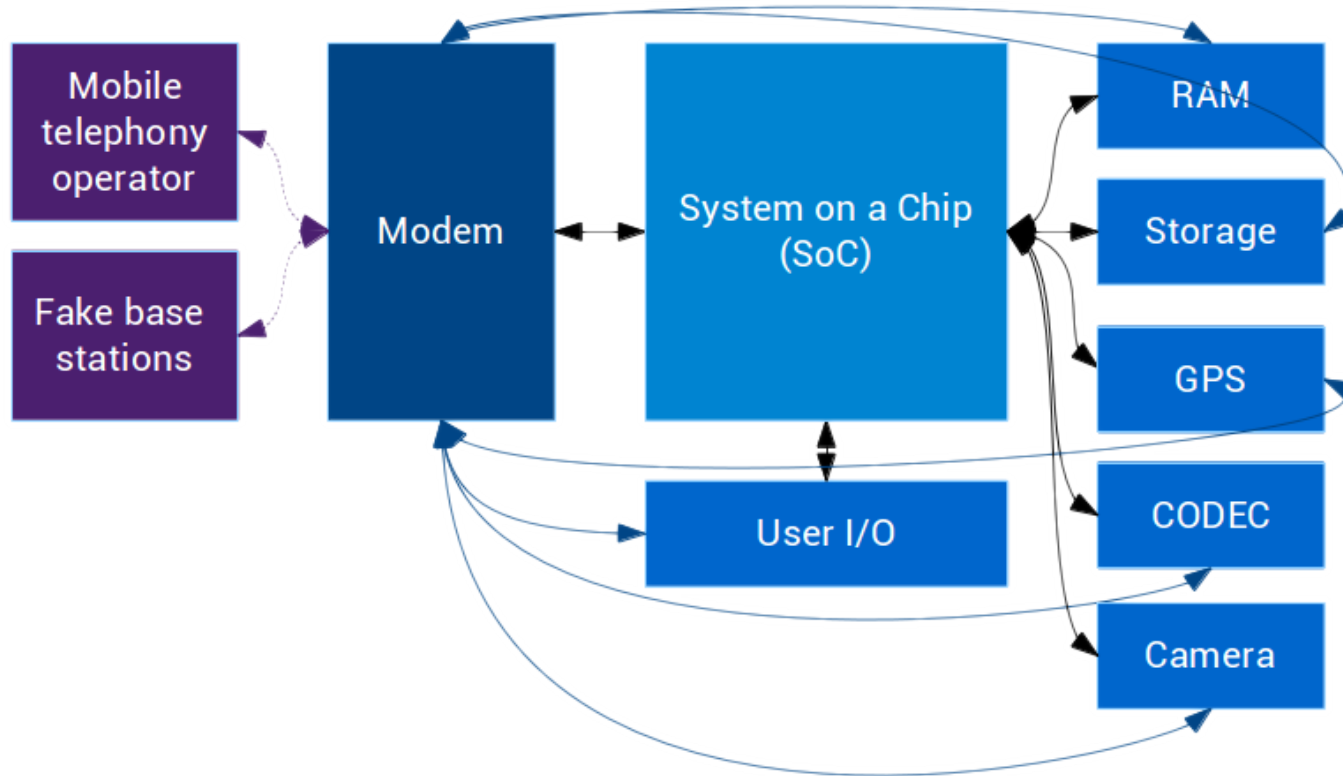 Mobile
telephony
operator
Fake base
stations
Modem
System on a Chip
(SoC)
User I/O
RAM
Storage
GPS
CODEC
Camera